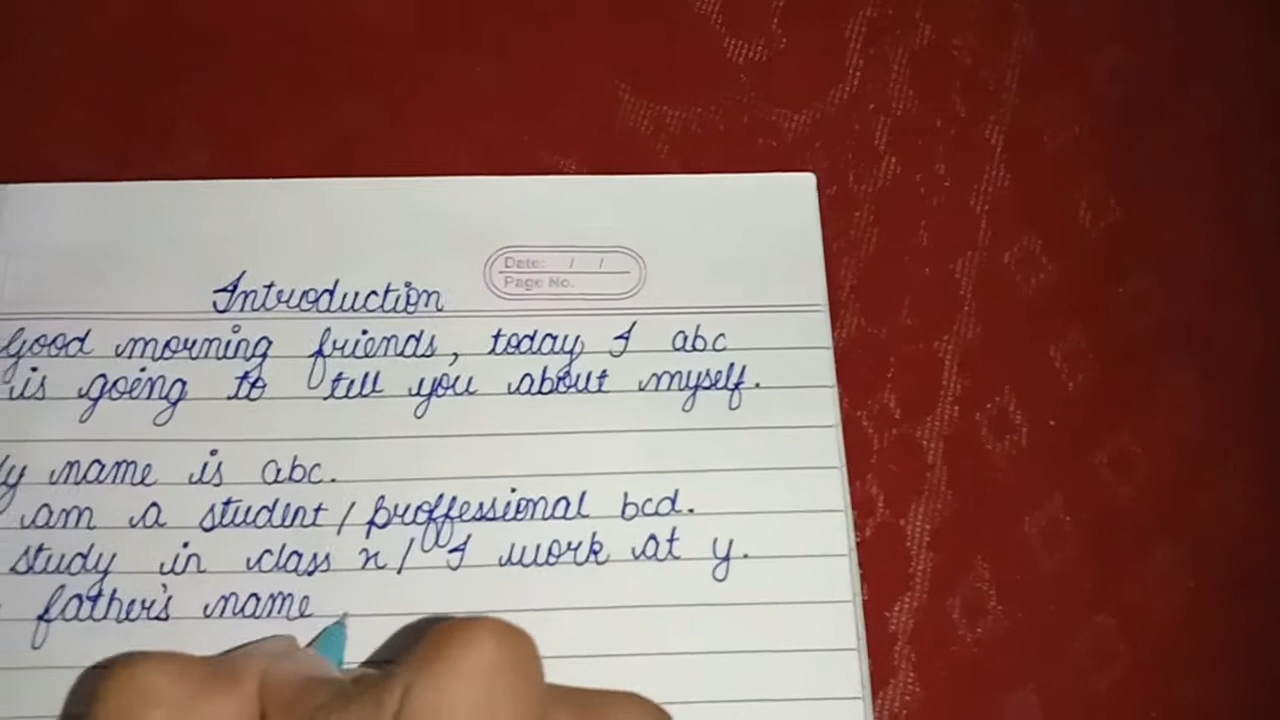 Date: / /
Page No.
Introduction
Good morning friends, today I abc
is going to tell you about myself.
y name is abc.
am a student / proffessional bcd.
study in class x / I work at y.
father's name